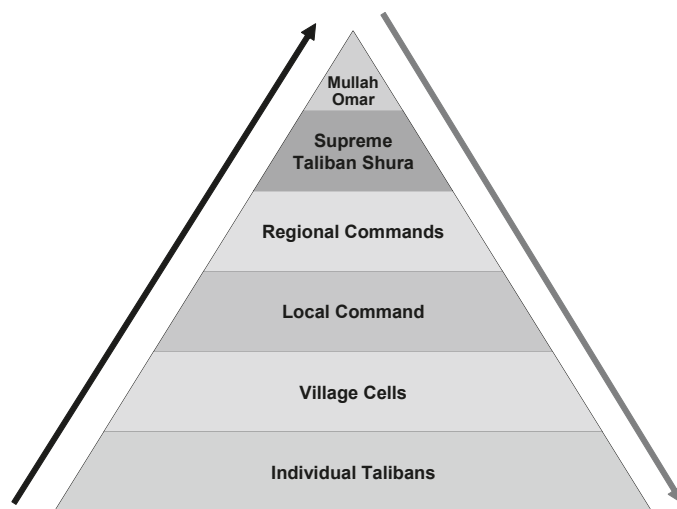 Mullah
Omar
Supreme
Taliban Shura
Regional Commands
Local Command
Village Cells
Individual Talibans